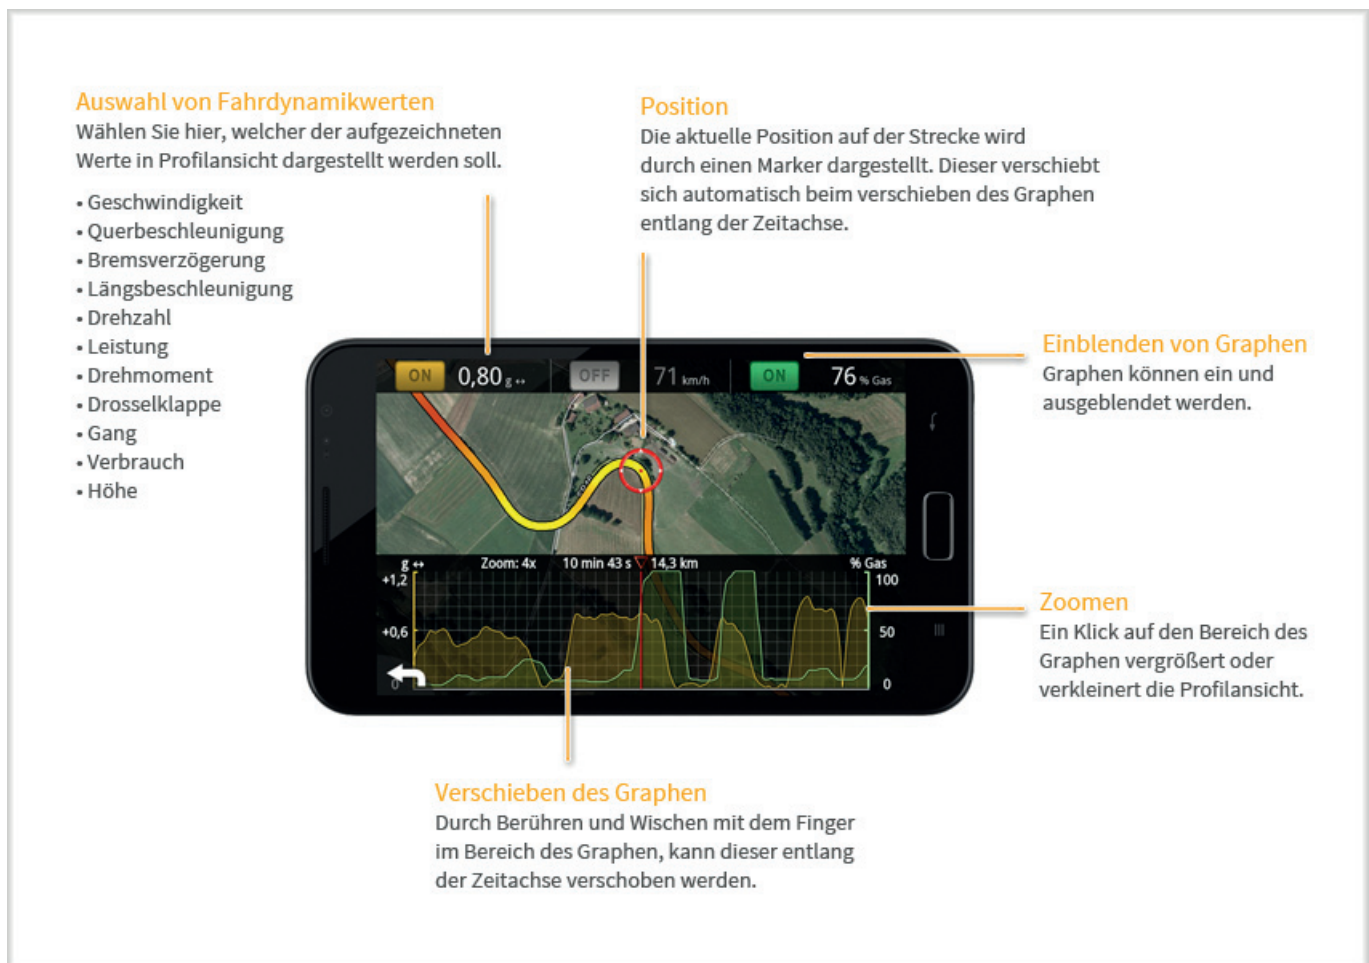 Auswahl von Fahrdynamikwerten
Wählen Sie hier, welcher der aufgezeichneten
Werte in Profilansicht dargestellt werden soll.
• Geschwindigkeit
• Querbeschleunigung
• Bremsverzögerung
• Längsbeschleunigung
• Drehzahl
• Leistung
• Drehmoment
• Drosselklappe
• Gang
• Verbrauch
• Höhe
Position
Die aktuelle Position auf der Strecke wird
durch einen Marker dargestellt. Dieser verschiebt
sich automatisch beim verschieben des Graphen
entlang der Zeitachse.
Einblenden von Graphen
Graphen können ein und
ausgeblendet werden.
ON 0,80 g ↔ OFF 71 km/h ON 76 % Gas
g ↔ Zoom: 4x 10 min 43 s 14,3 km % Gas
+1,2 100
+0,6 50
0 0
Zoomen
Ein Klick auf den Bereich des
Graphen vergrößert oder
verkleinert die Profilansicht.
Verschieben des Graphen
Durch Berühren und Wischen mit dem Finger
im Bereich des Graphen, kann dieser entlang
der Zeitachse verschoben werden.